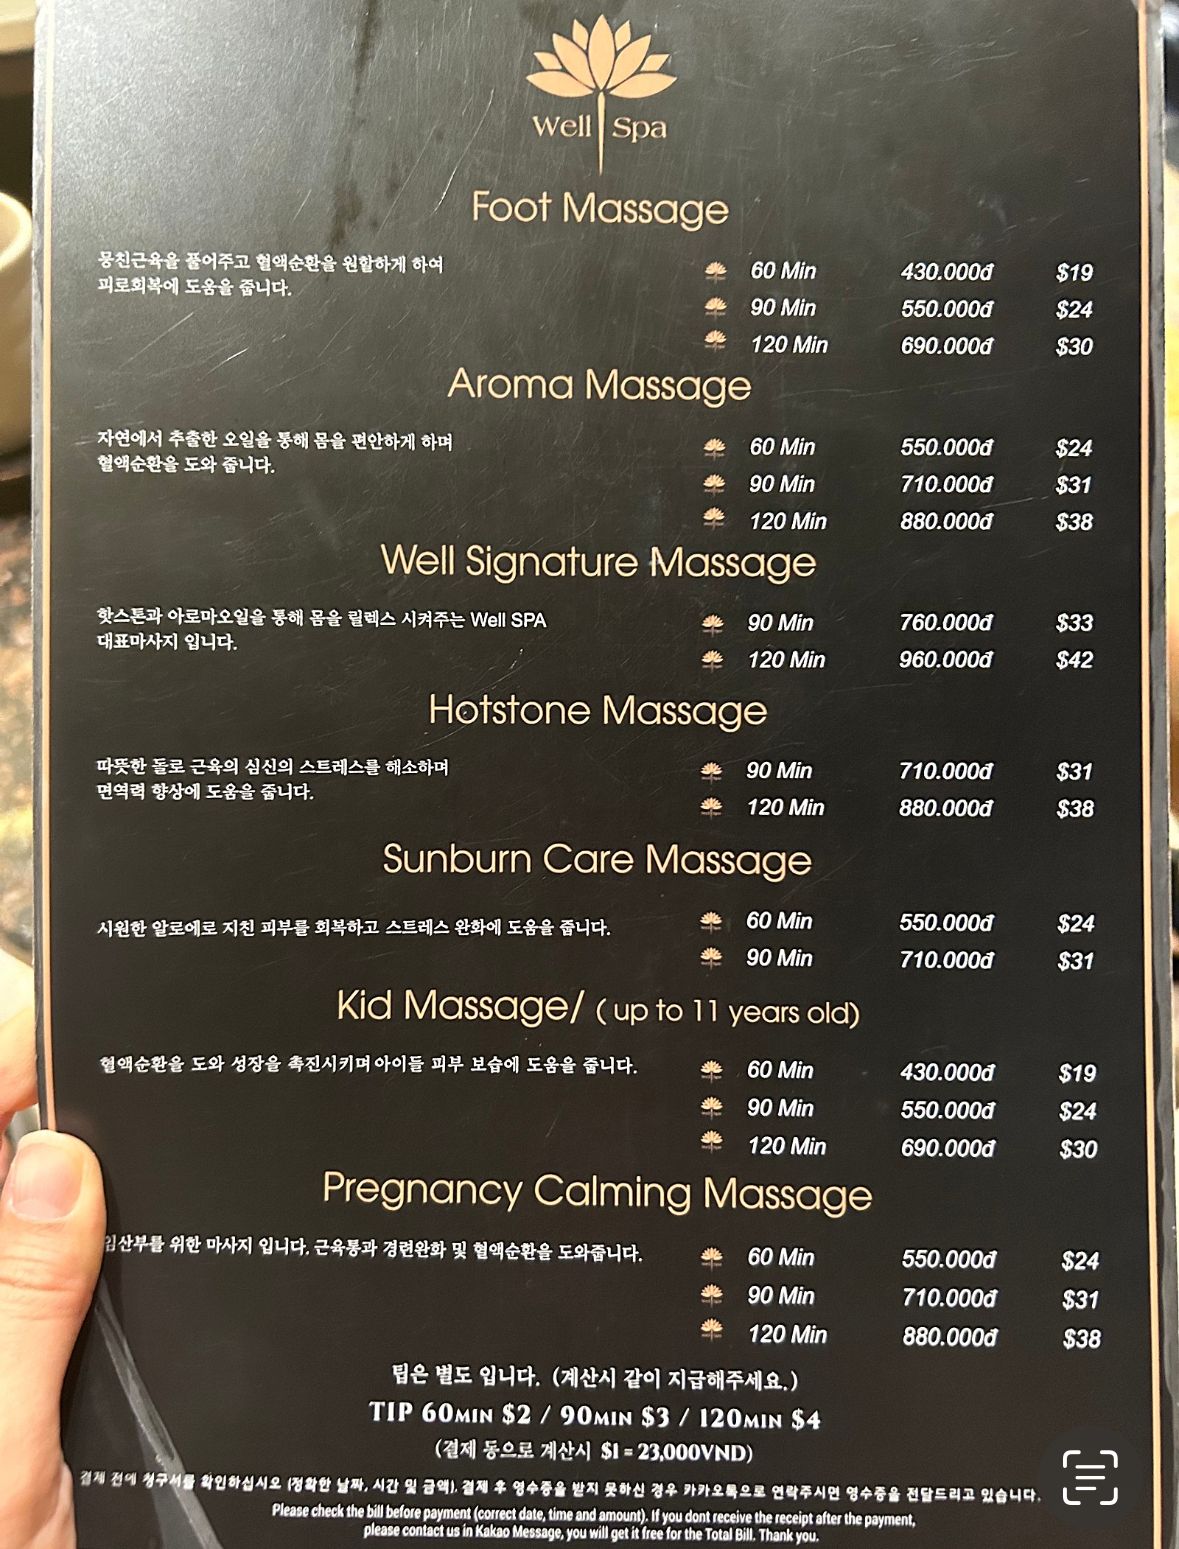 Well Spa
Foot Massage
뭉친근육을 풀어주고 혈액순환을 원할하게 하여
피로회복에 도움을 줍니다.
60 Min 430.000đ $19
90 Min 550.000đ $24
120 Min 690.000đ $30
Aroma Massage
자연에서 추출한 오일을 통해 몸을 편안하게 하며
혈액순환을 도와 줍니다.
60 Min 550.000đ $24
90 Min 710.000đ $31
120 Min 880.000đ $38
Well Signature Massage
핫스톤과 아로마오일을 통해 몸을 릴렉스 시켜주는 Well SPA
대표마사지 입니다.
90 Min 760.000đ $33
120 Min 960.000đ $42
Hotstone Massage
따뜻한 돌로 근육의 심신의 스트레스를 해소하며
면역력 향상에 도움을 줍니다.
90 Min 710.000đ $31
120 Min 880.000đ $38
Sunburn Care Massage
시원한 알로에로 지친 피부를 회복하고 스트레스 완화에 도움을 줍니다.
60 Min 550.000đ $24
90 Min 710.000đ $31
Kid Massage/ ( up to 11 years old)
혈액순환을 도와 성장을 촉진시키며 아이들 피부 보습에 도움을 줍니다.
60 Min 430.000đ $19
90 Min 550.000đ $24
120 Min 690.000đ $30
Pregnancy Calming Massage
임산부를 위한 마사지 입니다. 근육통과 경련완화 및 혈액순환을 도와줍니다.
60 Min 550.000đ $24
90 Min 710.000đ $31
120 Min 880.000đ $38
팁은 별도 입니다. (계산시 같이 지급해주세요.)
TIP 60MIN $2 / 90MIN $3 / 120MIN $4
(결제 동으로 계산시 $1 = 23,000VND)
결제 전에 청구서를 확인하십시오 (정확한 날짜, 시간 및 금액). 결제 후 영수증을 받지 못하신 경우 카카오톡으로 연락주시면 영수증을 전달드리고 있습니다.
Please check the bill before payment (correct date, time and amount). If you dont receive the receipt after the payment,
please contact us in Kakao Message, you will get it free for the Total Bill. Thank you.